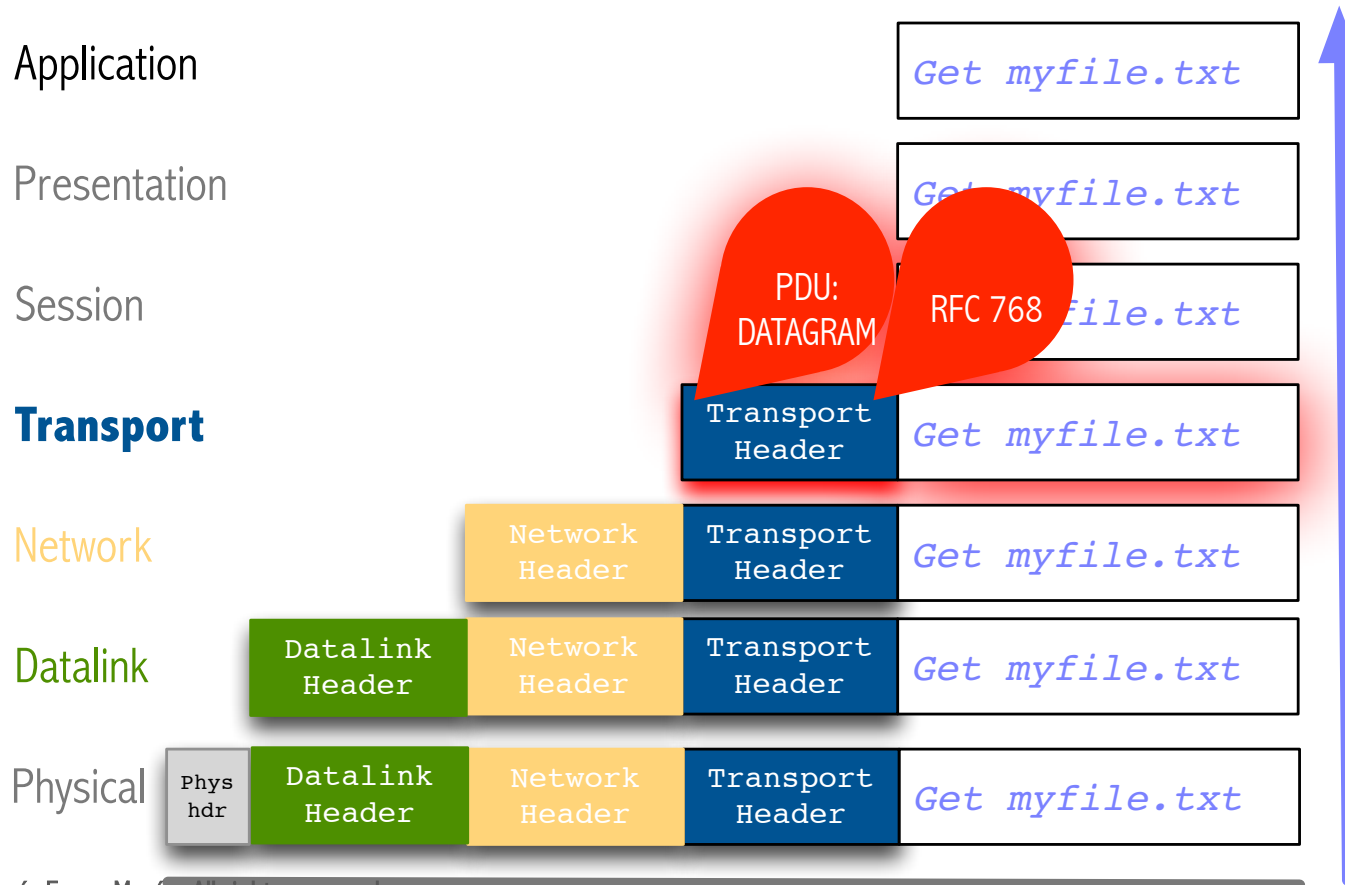 Application
Get myfile.txt
Presentation
Get myfile.txt
Session
PDU:
DATAGRAM
RFC 768
file.txt
Transport
Transport
Header
Get myfile.txt
Network
Network
Header
Transport
Header
Get myfile.txt
Datalink
Datalink
Header
Network
Header
Transport
Header
Get myfile.txt
Physical
Phys
hdr
Datalink
Header
Network
Header
Transport
Header
Get myfile.txt